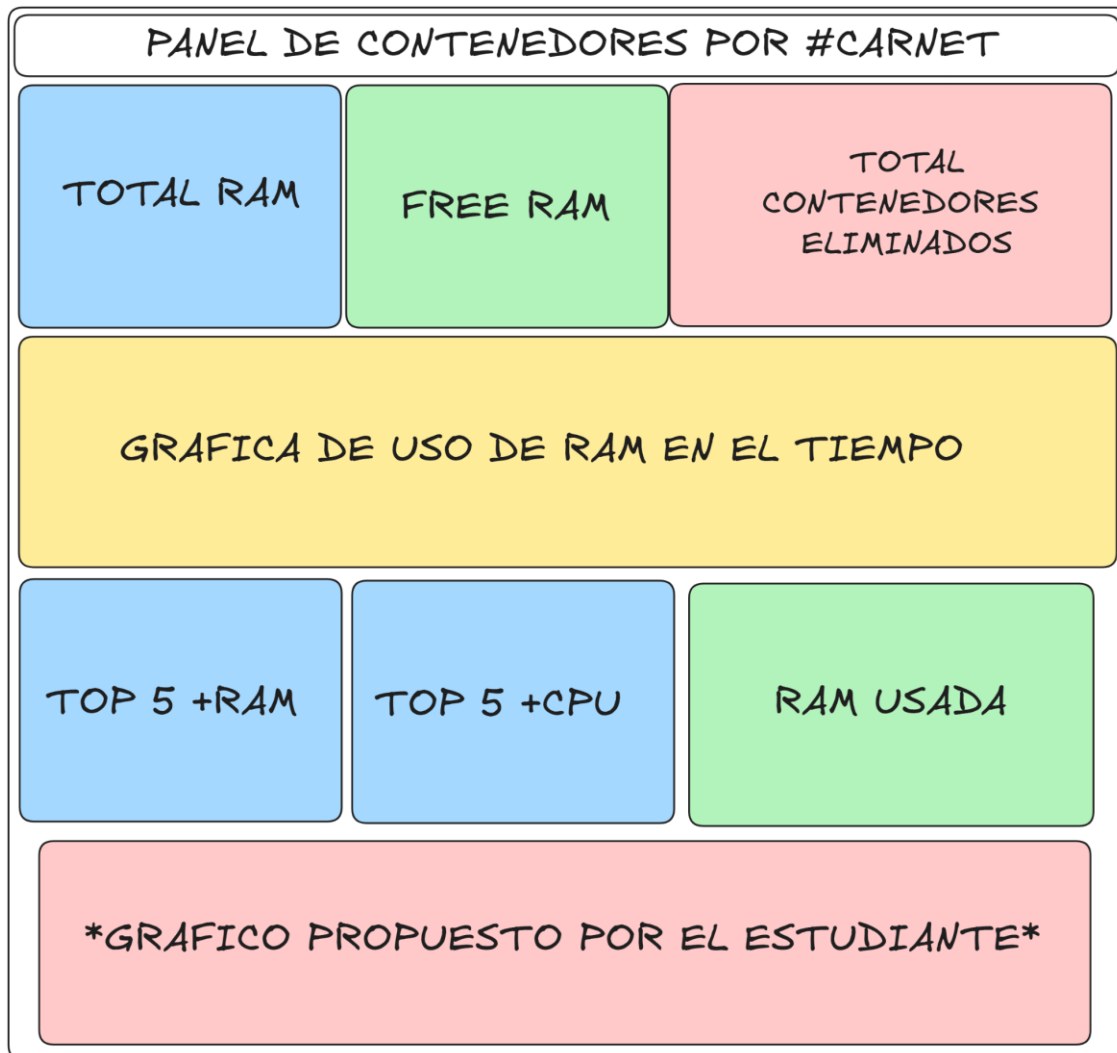 PANEL DE CONTENEDORES POR #CARNET
TOTAL RAM
FREE RAM
TOTAL
CONTENEDORES
ELIMINADOS
GRAFICA DE USO DE RAM EN EL TIEMPO
TOP 5 +RAM
TOP 5 +CPU
RAM USADA
*GRAFICO PROPUESTO POR EL ESTUDIANTE*